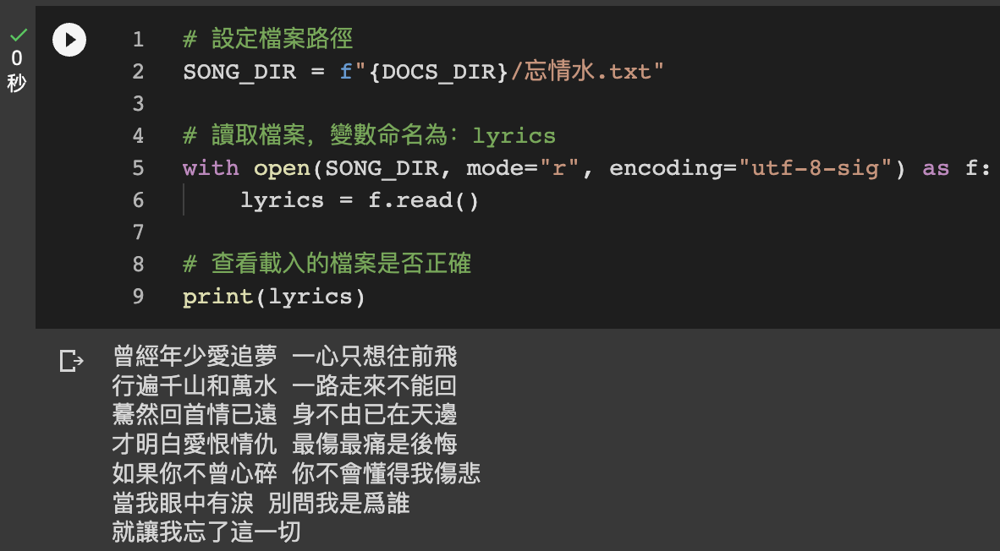 ✓
0
秒
1 # 設定檔案路徑
2 SONG_DIR = f"{DOCS_DIR}/忘情水.txt"
3
4 # 讀取檔案，變數命名為：lyrics
5 with open(SONG_DIR, mode="r", encoding="utf-8-sig") as f:
6     lyrics = f.read()
7
8 # 查看載入的檔案是否正確
9 print(lyrics)
曾經年少愛追夢 一心只想往前飛
行遍千山和萬水 一路走來不能回
驀然回首情已遠 身不由已在天邊
才明白愛恨情仇 最傷最痛是後悔
如果你不曾心碎 你不會懂得我傷悲
當我眼中有淚 別問我是爲誰
就讓我忘了這一切